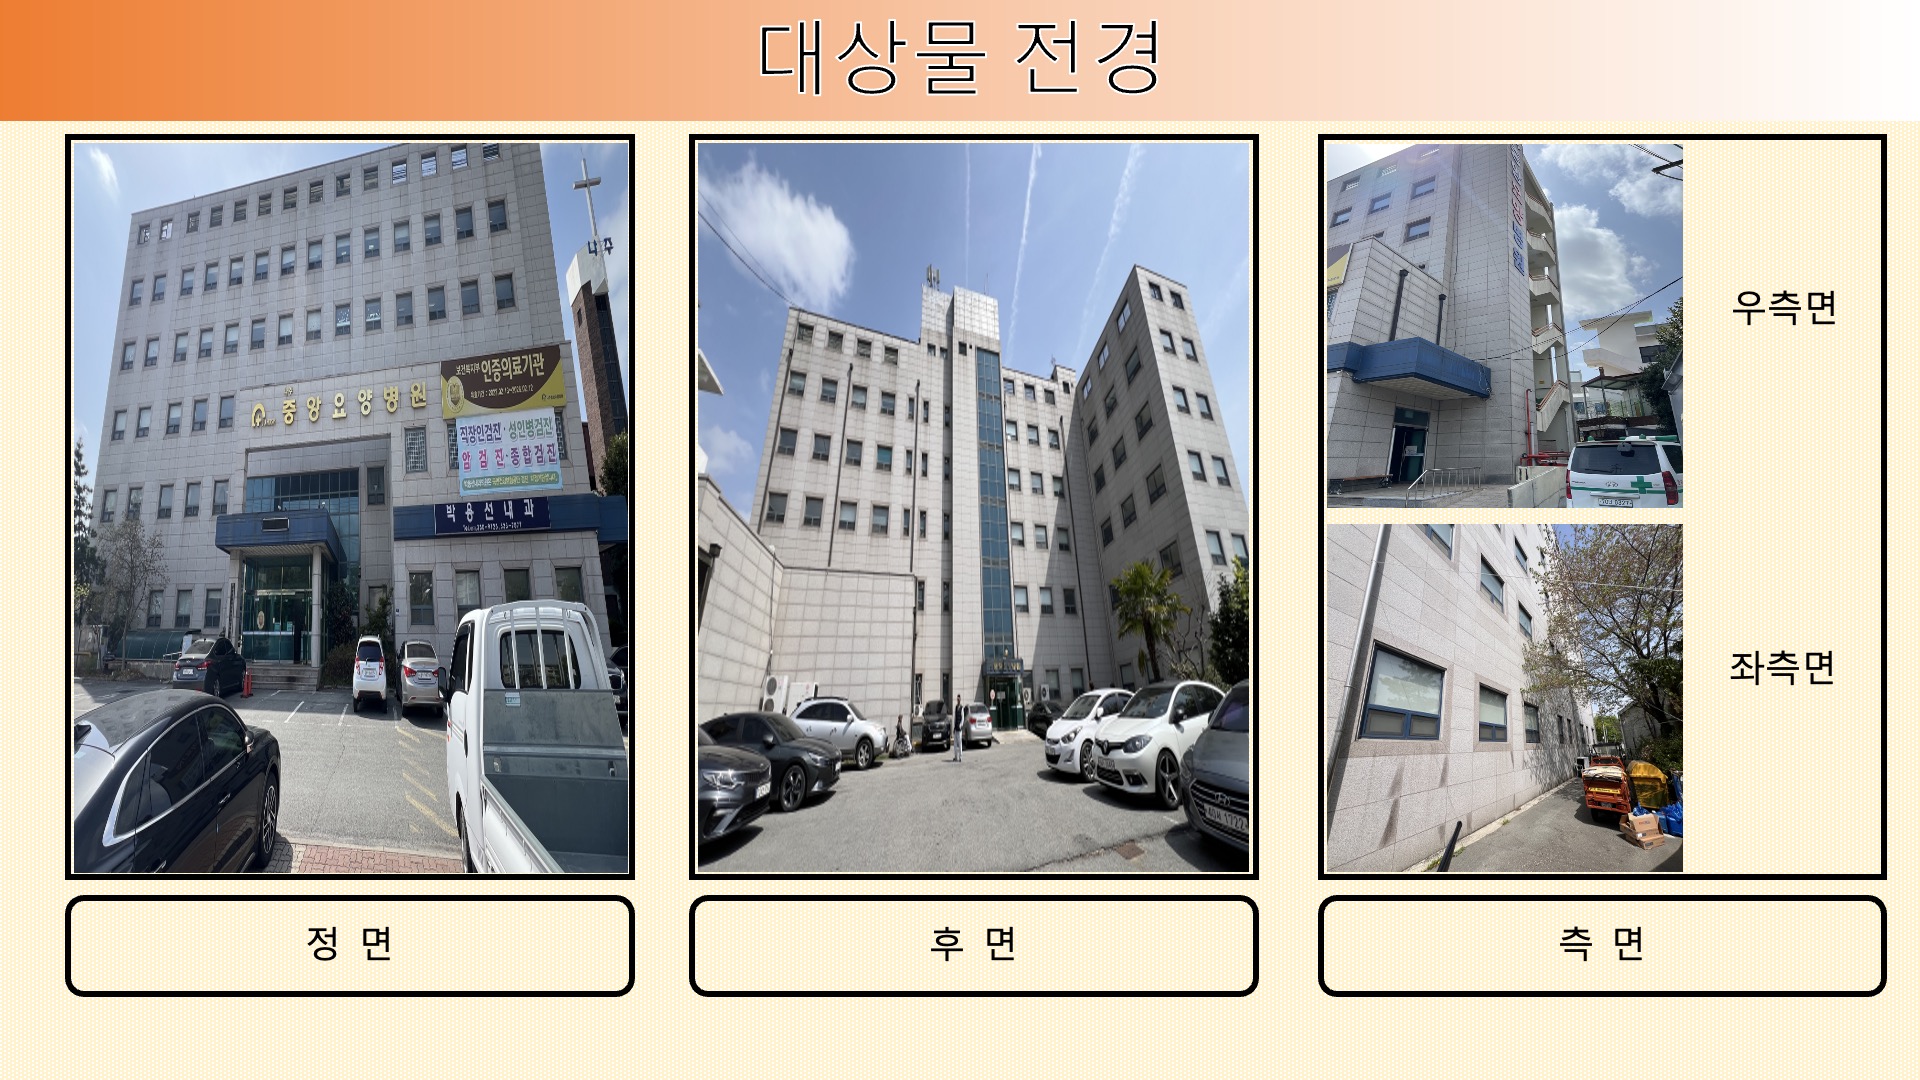 대상물 전경
나주
중앙요양병원
보건복지부 인증의료기관
직장인검진·성인병검진
암 검 진·종합검진
박용선내과
우측면
좌측면
정 면
후 면
측 면